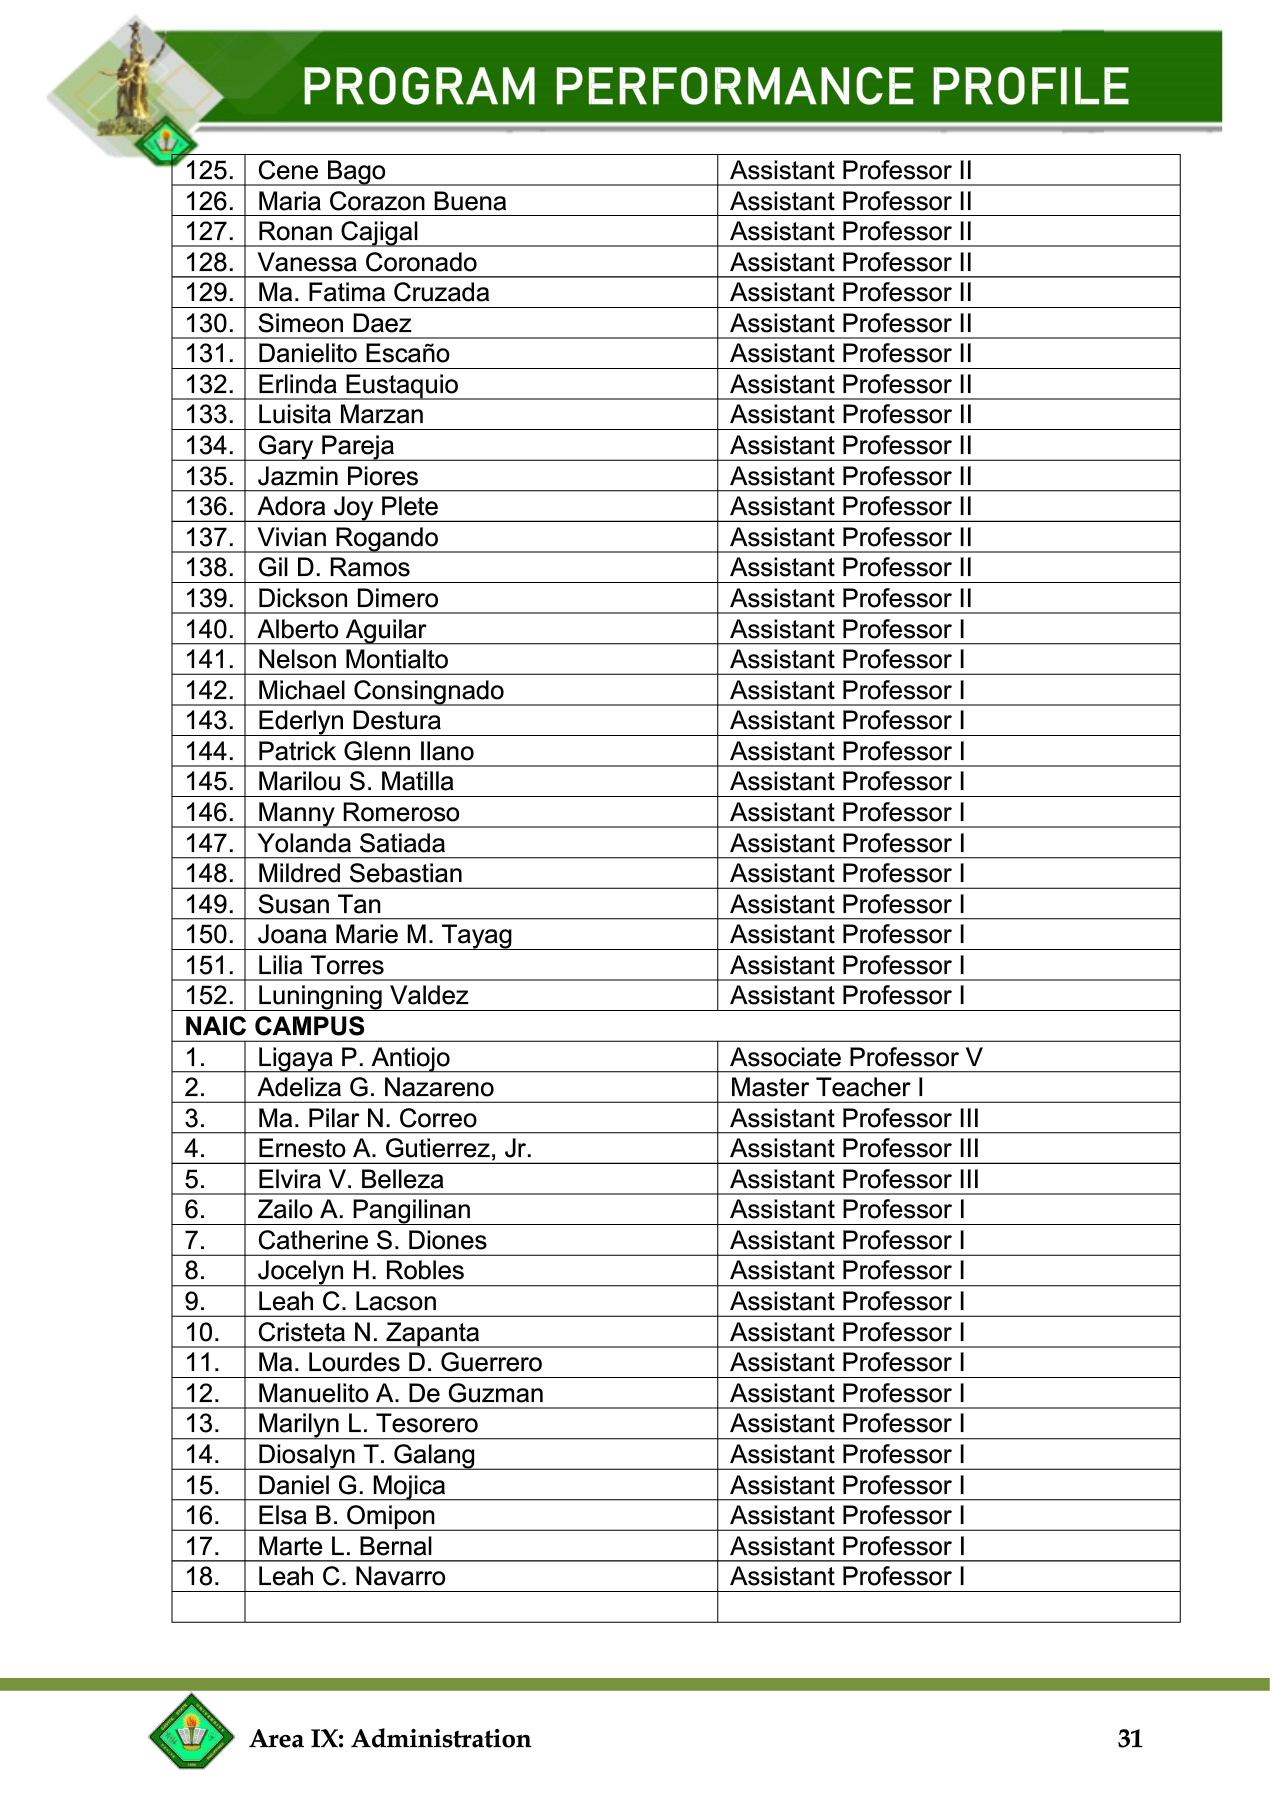 PROGRAM PERFORMANCE PROFILE
125. Cene Bago Assistant Professor II
126. Maria Corazon Buena Assistant Professor II
127. Ronan Cajigal Assistant Professor II
128. Vanessa Coronado Assistant Professor II
129. Ma. Fatima Cruzada Assistant Professor II
130. Simeon Daez Assistant Professor II
131. Danielito Escaño Assistant Professor II
132. Erlinda Eustaquio Assistant Professor II
133. Luisita Marzan Assistant Professor II
134. Gary Pareja Assistant Professor II
135. Jazmin Piores Assistant Professor II
136. Adora Joy Plete Assistant Professor II
137. Vivian Rogando Assistant Professor II
138. Gil D. Ramos Assistant Professor II
139. Dickson Dimero Assistant Professor II
140. Alberto Aguilar Assistant Professor I
141. Nelson Montialto Assistant Professor I
142. Michael Consingnado Assistant Professor I
143. Ederlyn Destura Assistant Professor I
144. Patrick Glenn Ilano Assistant Professor I
145. Marilou S. Matilla Assistant Professor I
146. Manny Romeroso Assistant Professor I
147. Yolanda Satiada Assistant Professor I
148. Mildred Sebastian Assistant Professor I
149. Susan Tan Assistant Professor I
150. Joana Marie M. Tayag Assistant Professor I
151. Lilia Torres Assistant Professor I
152. Luningning Valdez Assistant Professor I
NAIC CAMPUS
1. Ligaya P. Antiojo Associate Professor V
2. Adeliza G. Nazareno Master Teacher I
3. Ma. Pilar N. Correo Assistant Professor III
4. Ernesto A. Gutierrez, Jr. Assistant Professor III
5. Elvira V. Belleza Assistant Professor III
6. Zailo A. Pangilinan Assistant Professor I
7. Catherine S. Diones Assistant Professor I
8. Jocelyn H. Robles Assistant Professor I
9. Leah C. Lacson Assistant Professor I
10. Cristeta N. Zapanta Assistant Professor I
11. Ma. Lourdes D. Guerrero Assistant Professor I
12. Manuelito A. De Guzman Assistant Professor I
13. Marilyn L. Tesorero Assistant Professor I
14. Diosalyn T. Galang Assistant Professor I
15. Daniel G. Mojica Assistant Professor I
16. Elsa B. Omipon Assistant Professor I
17. Marte L. Bernal Assistant Professor I
18. Leah C. Navarro Assistant Professor I
Area IX: Administration 31